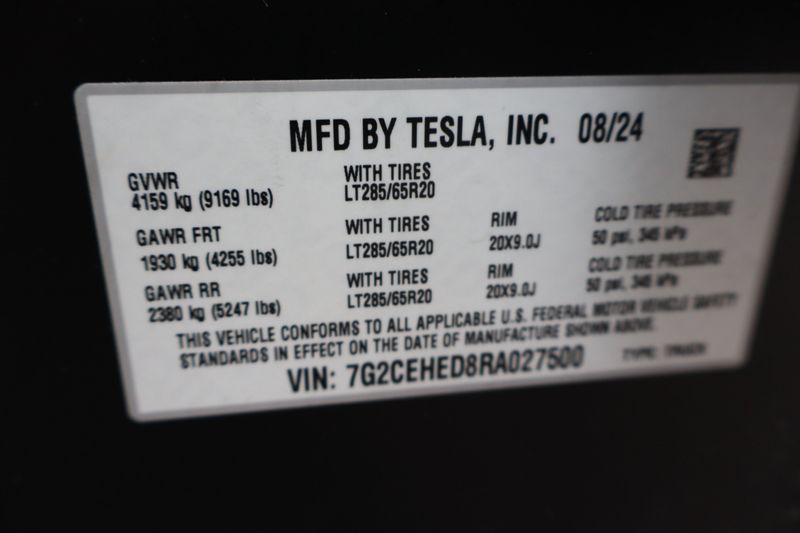 MFD BY TESLA, INC. 08/24
GVWR
4159 kg (9169 lbs)
WITH TIRES
LT285/65R20
GAWR FRT
1930 kg (4255 lbs)
WITH TIRES
LT285/65R20
RIM
20X9.0J
COLD TIRE PRESSURE
50 psi, 345 kPa
GAWR RR
2380 kg (5247 lbs)
WITH TIRES
LT285/65R20
RIM
20X9.0J
COLD TIRE PRESSURE
50 psi, 345 kPa
THIS VEHICLE CONFORMS TO ALL APPLICABLE U.S. FEDERAL MOTOR VEHICLE SAFETY
STANDARDS IN EFFECT ON THE DATE OF MANUFACTURE SHOWN ABOVE.
VIN: 7G2CEHED8RA027500
TYPE: TRUCK